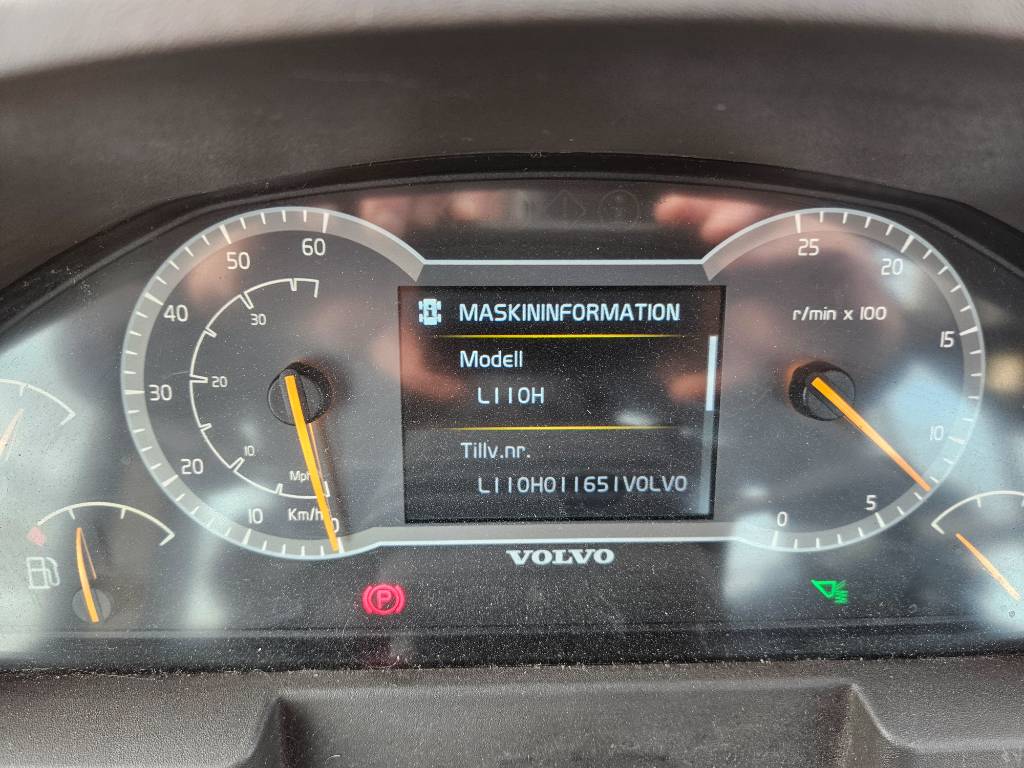 MASKININFORMATION
Modell
L110H
Tillv.nr.
L110H011651VOLVO
60
50
40
30
20
10
0
Km/h
30
20
10
Mph
r/min x 100
25
20
15
10
5
0
VOLVO
P